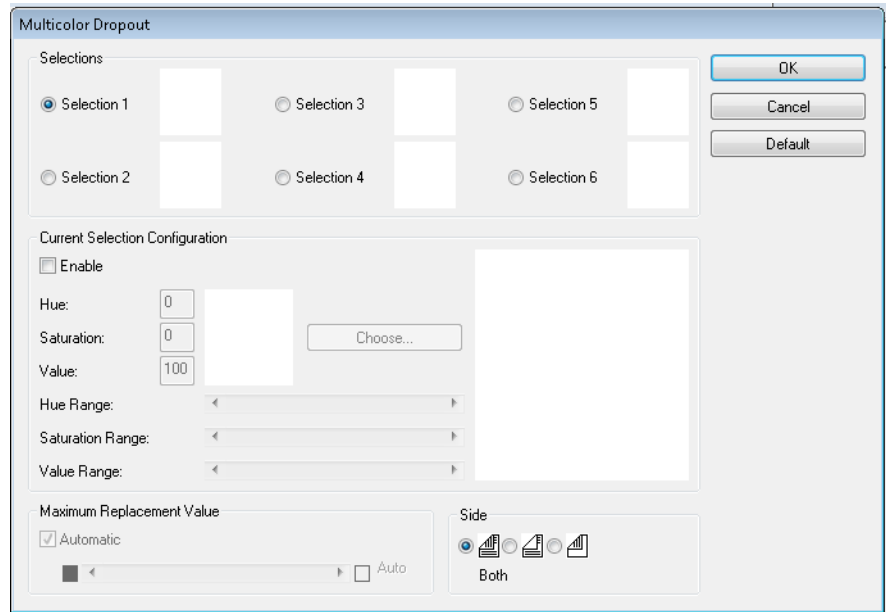 Multicolor Dropout
Selections
Selection 1
Selection 3
Selection 5
Selection 2
Selection 4
Selection 6
OK
Cancel
Default
Current Selection Configuration
Enable
Hue: 0
Saturation: 0 Choose...
Value: 100
Hue Range:
Saturation Range:
Value Range:
Maximum Replacement Value
Automatic
Auto
Side
Both